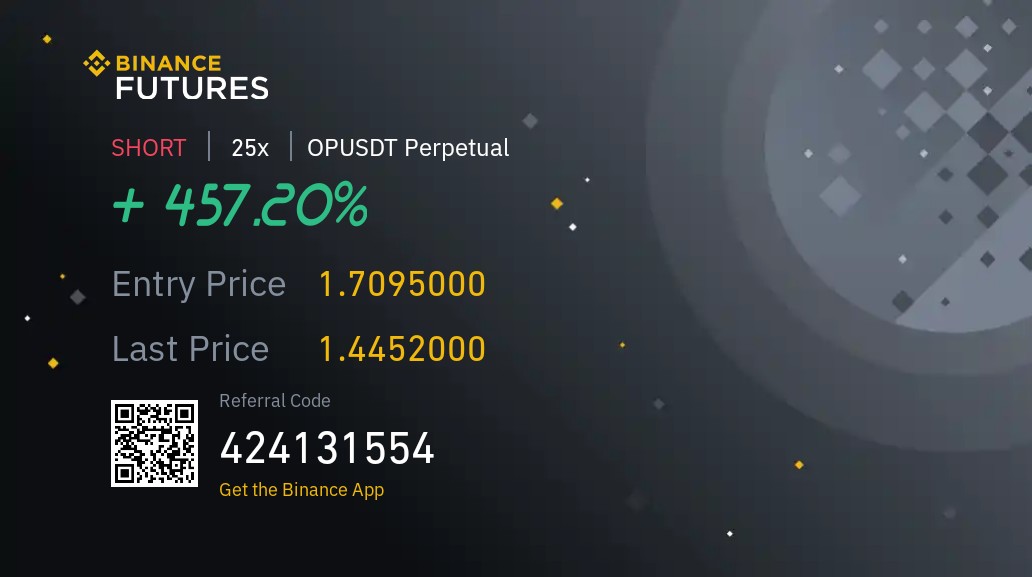 BINANCE
FUTURES
SHORT | 25x | OPUSDT Perpetual
+ 457.20%
Entry Price 1.7095000
Last Price 1.4452000
Referral Code
424131554
Get the Binance App